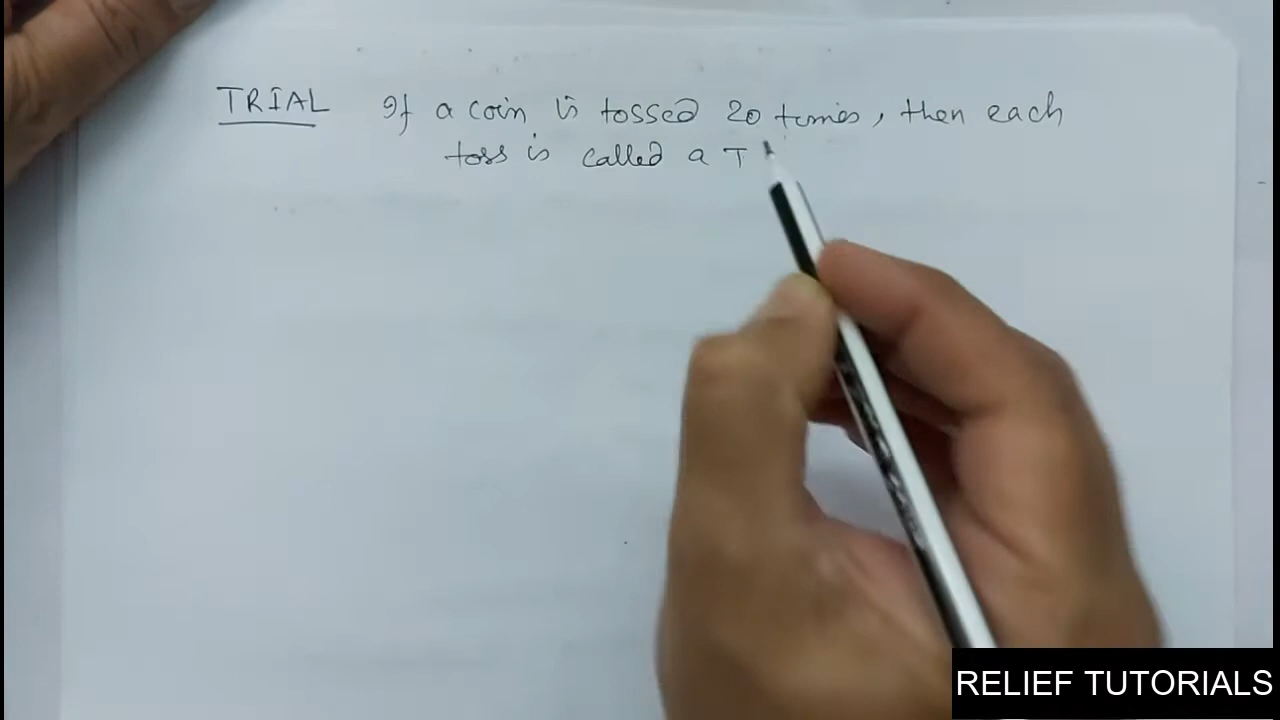 TRIAL If a coin is tossed 20 times, then each
toss is called a T
RELIEF TUTORIALS